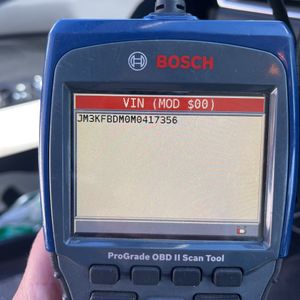 BOSCH
VIN (MOD $00)
JM3KFBDM0M0417356
ProGrade OBD II Scan Tool